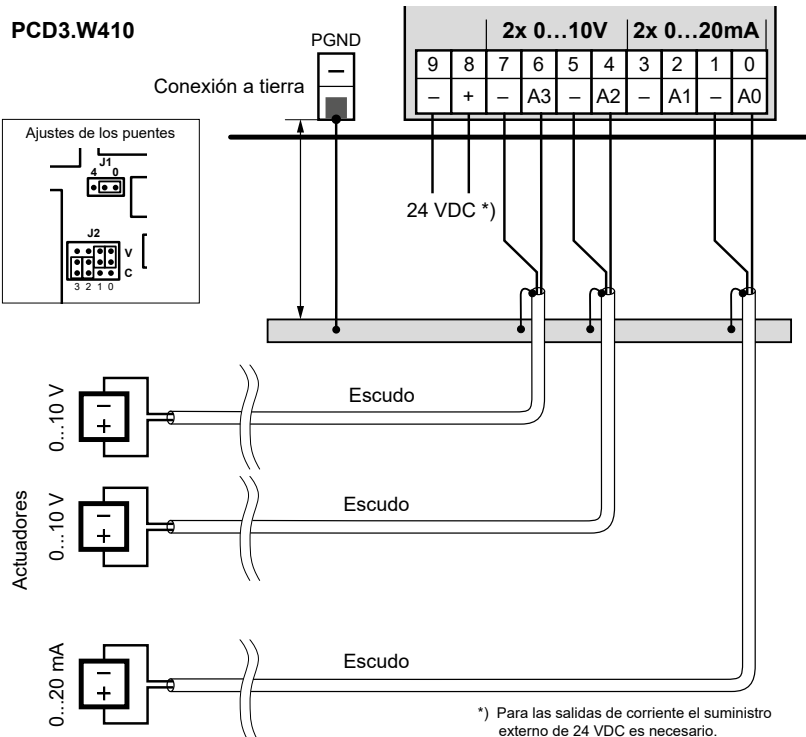 PCD3.W410
PGND
–
Conexión a tierra
2x 0…10V 2x 0…20mA
9 8 7 6 5 4 3 2 1 0
– + – A3 – A2 – A1 – A0
24 VDC *)
Ajustes de los puentes
J1
4 0
J2
V
C
3 2 1 0
Actuadores
0...10 V
–
+
Escudo
0...10 V
–
+
Escudo
0...20 mA
–
+
Escudo
*) Para las salidas de corriente el suministro
externo de 24 VDC es necesario.